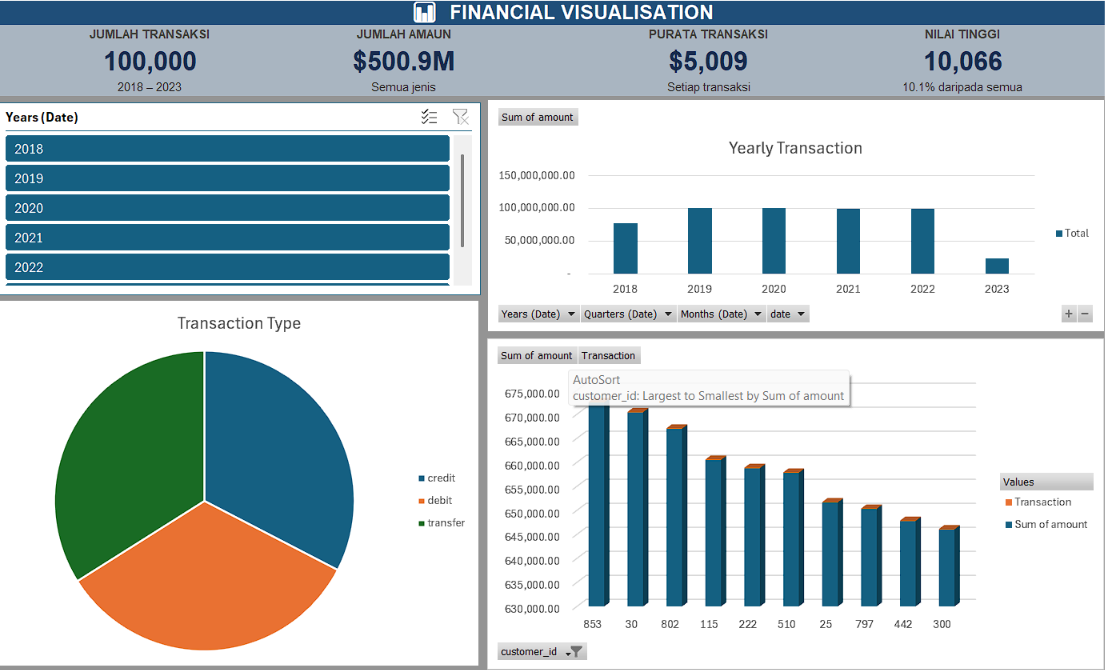 FINANCIAL VISUALISATION
JUMLAH TRANSAKSI
100,000
2018 – 2023
JUMLAH AMAUN
$500.9M
Semua jenis
PURATA TRANSAKSI
$5,009
Setiap transaksi
NILAI TINGGI
10,066
10.1% daripada semua
Years (Date)
2018
2019
2020
2021
2022
Sum of amount
Yearly Transaction
150,000,000.00
100,000,000.00
50,000,000.00
-
2018 2019 2020 2021 2022 2023
Total
Years (Date) Quarters (Date) Months (Date) date
+ −
Transaction Type
credit
debit
transfer
Sum of amount Transaction
AutoSort
customer_id: Largest to Smallest by Sum of amount
675,000.00
670,000.00
665,000.00
660,000.00
655,000.00
650,000.00
645,000.00
640,000.00
635,000.00
630,000.00
853 30 802 115 222 510 25 797 442 300
Values
Transaction
Sum of amount
customer_id